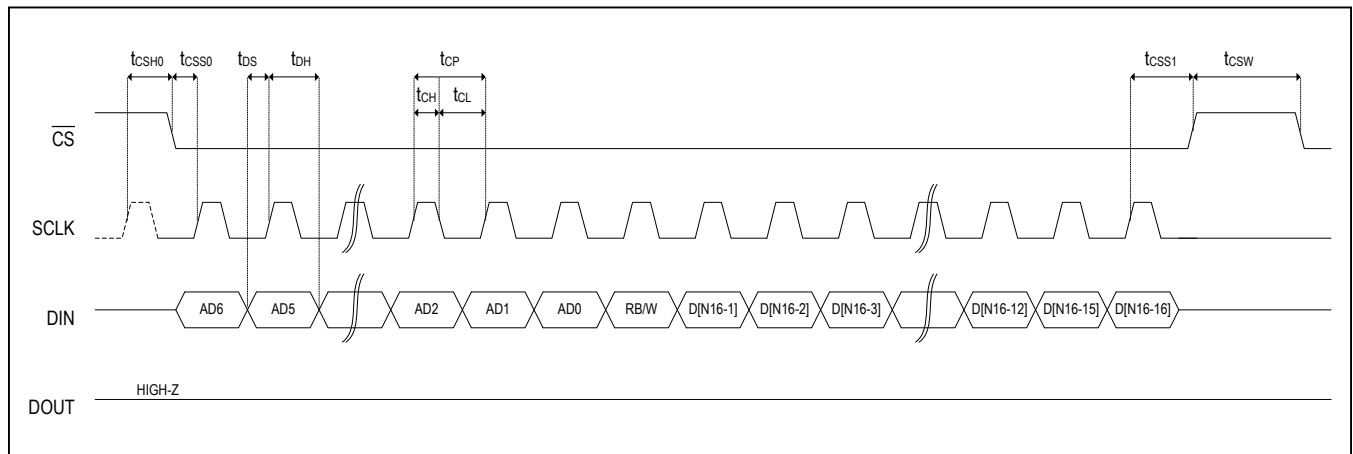 tCSH0 tCSS0 tDS tDH tCP tCSS1 tCSW
tCH tCL
CS
SCLK
DIN AD6 AD5 AD2 AD1 AD0 RB/W D[N16-1] D[N16-2] D[N16-3] D[N16-12] D[N16-15] D[N16-16]
HIGH-Z
DOUT